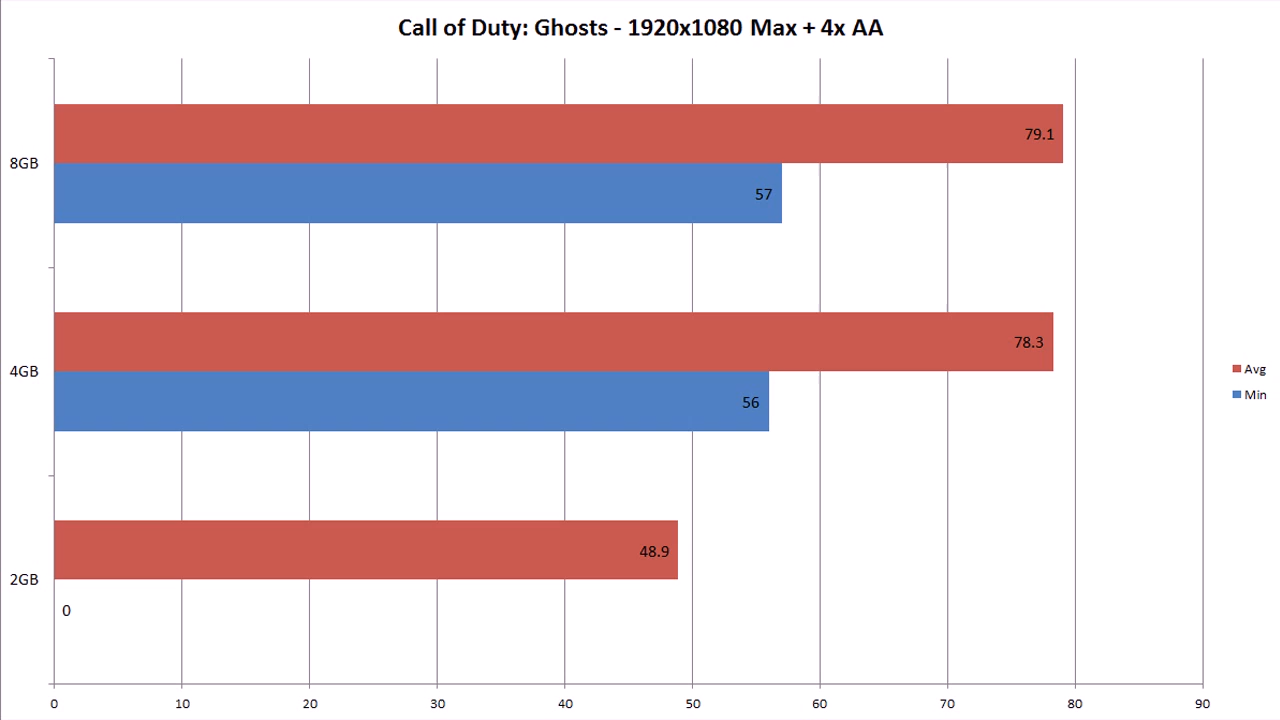 Call of Duty: Ghosts - 1920x1080 Max + 4x AA
79.1
8GB
57
78.3
4GB
56
Avg
Min
48.9
2GB
0
0 10 20 30 40 50 60 70 80 90